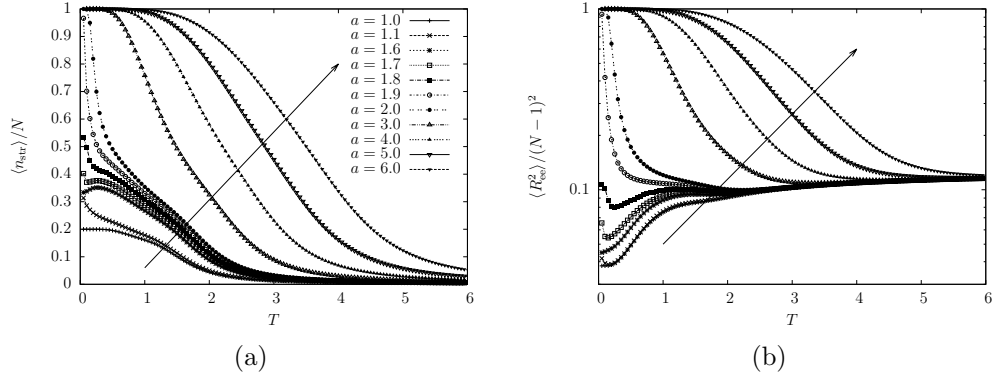 1
0.9
0.8
0.7
0.6
0.5
0.4
0.3
0.2
0.1
0
⟨n_str⟩/N
0 1 2 3 4 5 6
T
a = 1.0
a = 1.1
a = 1.6
a = 1.7
a = 1.8
a = 1.9
a = 2.0
a = 3.0
a = 4.0
a = 5.0
a = 6.0
(a)
1
0.1
⟨R²_ee⟩/(N − 1)²
0 1 2 3 4 5 6
T
(b)